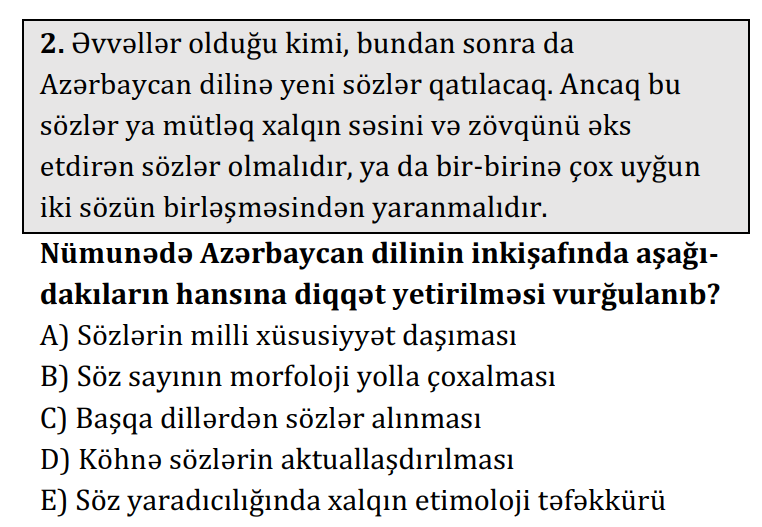 2. Əvvəllər olduğu kimi, bundan sonra da
Azərbaycan dilinə yeni sözlər qatılacaq. Ancaq bu
sözlər ya mütləq xalqın səsini və zövqünü əks
etdirən sözlər olmalıdır, ya da bir-birinə çox uyğun
iki sözün birləşməsindən yaranmalıdır.
Nümunədə Azərbaycan dilinin inkişafında aşağı-
dakıların hansına diqqət yetirilməsi vurğulanıb?
A) Sözlərin milli xüsusiyyət daşıması
B) Söz sayının morfoloji yolla çoxalması
C) Başqa dillərdən sözlər alınması
D) Köhnə sözlərin aktuallaşdırılması
E) Söz yaradıcılığında xalqın etimoloji təfəkkürü